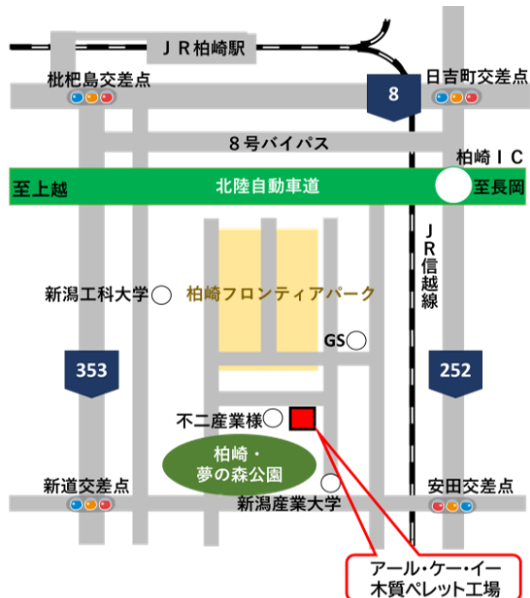 ＪＲ柏崎駅
枇杷島交差点
8
日吉町交差点
８号バイパス
柏崎ＩＣ
至上越
北陸自動車道
至長岡
ＪＲ信越線
新潟工科大学
柏崎フロンティアパーク
GS
353
252
不二産業様
柏崎・
夢の森公園
新道交差点
新潟産業大学
安田交差点
アール・ケー・イー
木質ペレット工場